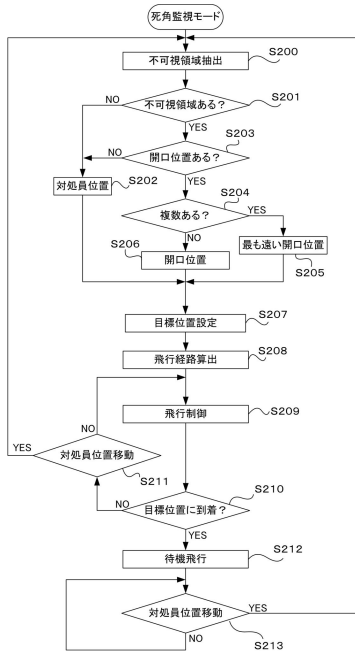 死角監視モード
不可視領域抽出
S200
不可視領域ある？
S201
NO
YES
開口位置ある？
S203
NO
YES
対処員位置
S202
複数ある？
S204
YES
NO
S206
開口位置
最も遠い開口位置
S205
目標位置設定
S207
飛行経路算出
S208
飛行制御
S209
NO
YES
対処員位置移動
S211
NO
目標位置に到着？
S210
YES
待機飛行
S212
対処員位置移動
YES
NO
S213